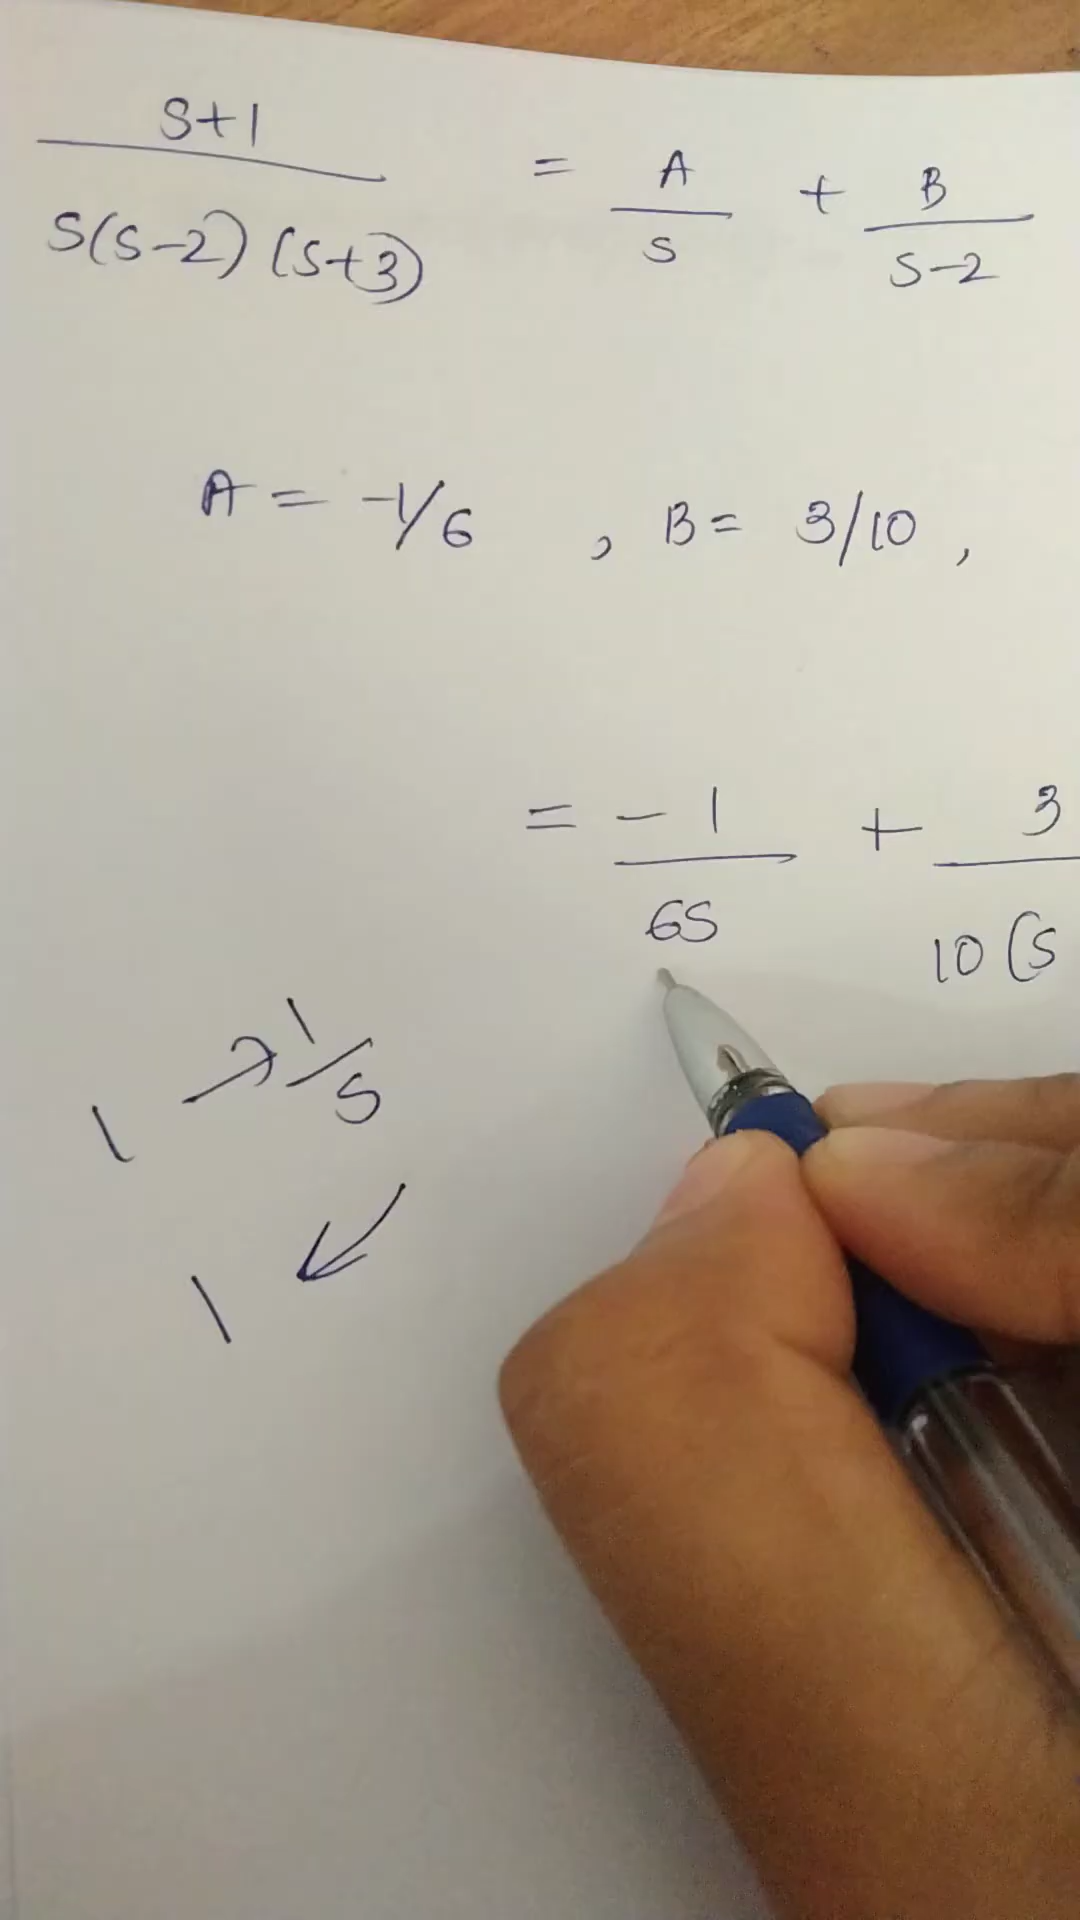 S+1
= A + B
S(S-2) (S+3) S S-2
A = -1/6 , B = 3/10 ,
= -1 + 3
6S 10 (S
1 → 1/S
1